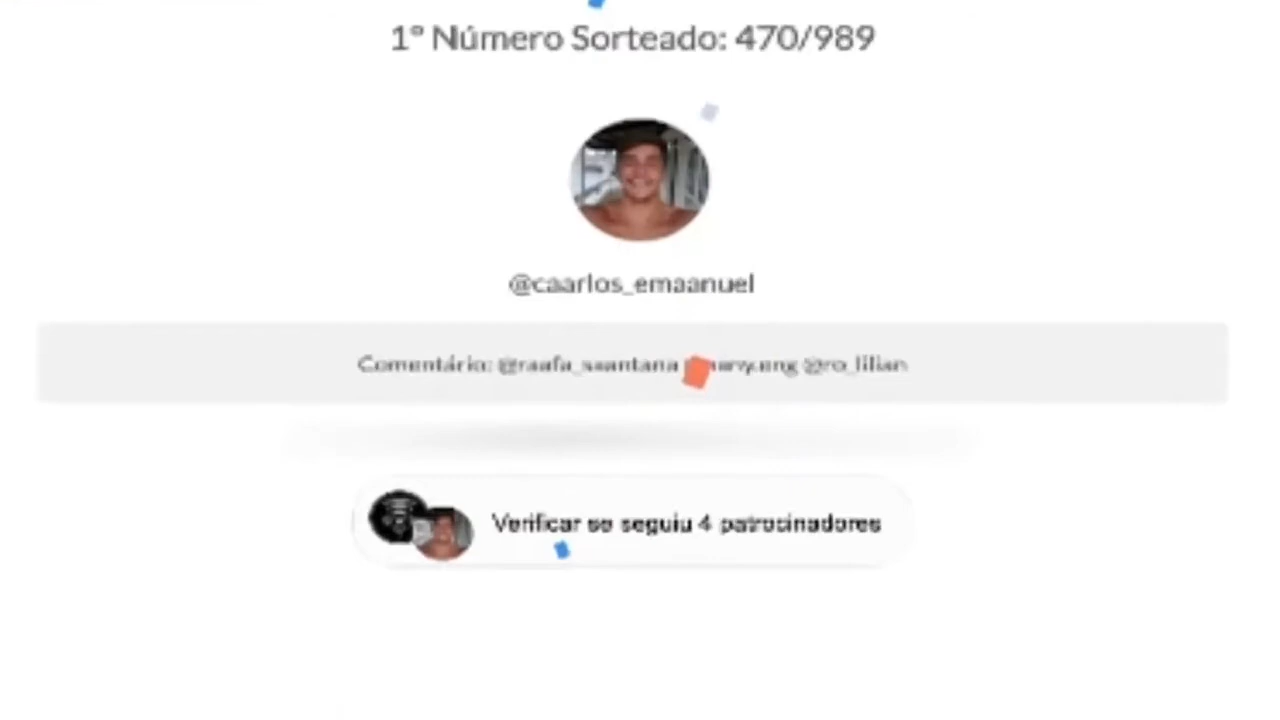 1º Número Sorteado: 470/989
@caarlos_emaanuel
Comentário: @raafa_saantana @ro_lilian
Verificar se seguiu 4 patrocinadores